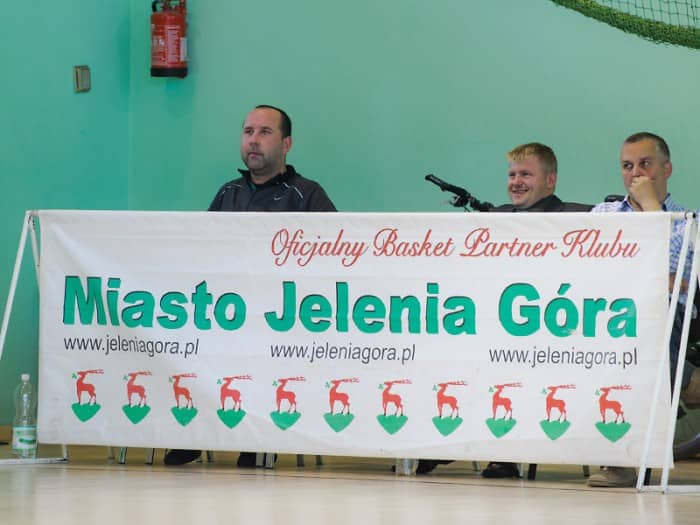 Oficjalny Basket Partner Klubu
Miasto Jelenia Góra
www.jeleniagora.pl www.jeleniagora.pl www.jeleniagora.pl